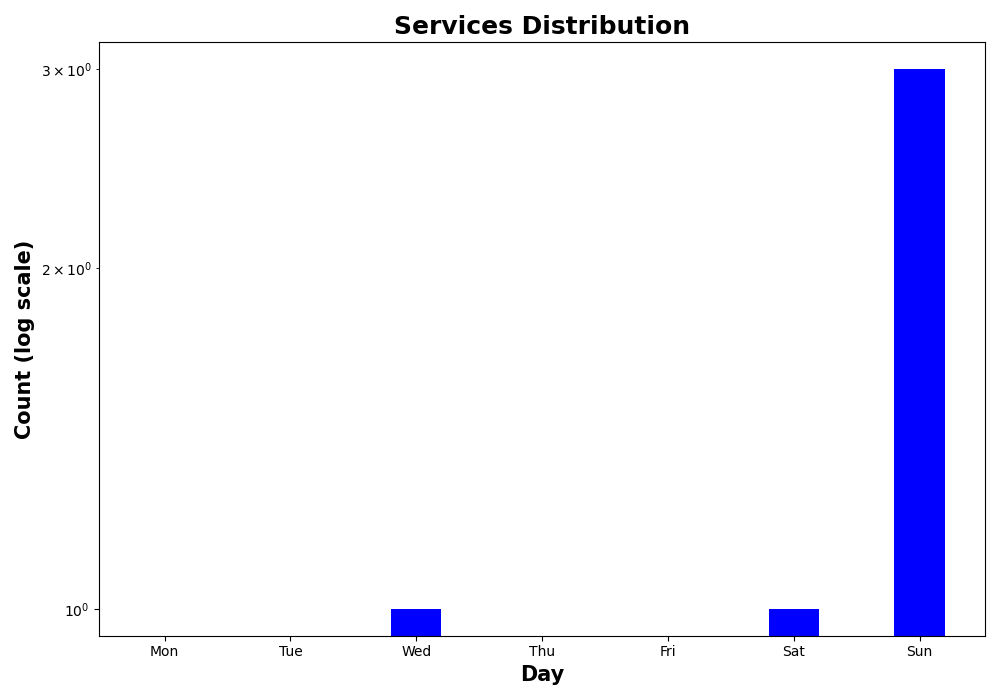 Services Distribution
3 × 10⁰
2 × 10⁰
10⁰
Count (log scale)
Mon Tue Wed Thu Fri Sat Sun
Day